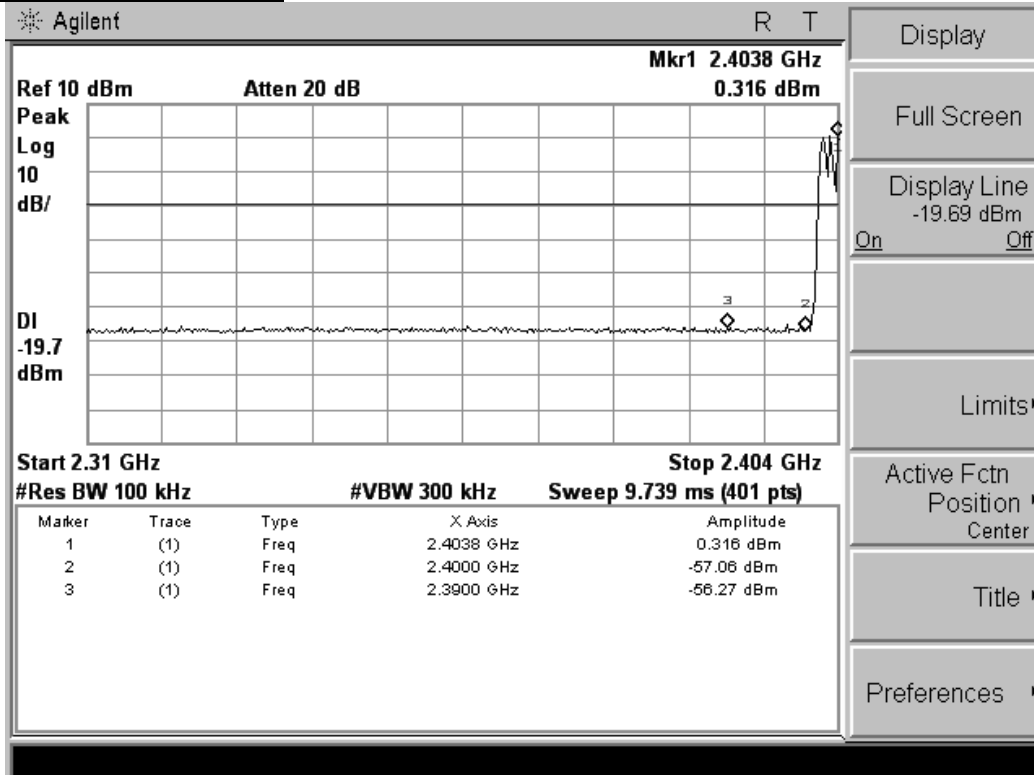 Agilent R T
Mkr1 2.4038 GHz
Ref 10 dBm Atten 20 dB 0.316 dBm
Peak
Log
10
dB/
3
2
1
DI
-19.7
dBm
Start 2.31 GHz Stop 2.404 GHz
#Res BW 100 kHz #VBW 300 kHz Sweep 9.739 ms (401 pts)
Marker Trace Type X Axis Amplitude
1 (1) Freq 2.4038 GHz 0.316 dBm
2 (1) Freq 2.4000 GHz -57.06 dBm
3 (1) Freq 2.3900 GHz -56.27 dBm
Display
Full Screen
Display Line
-19.69 dBm
On Off
Limits
Active Fctn
Position
Center
Title
Preferences